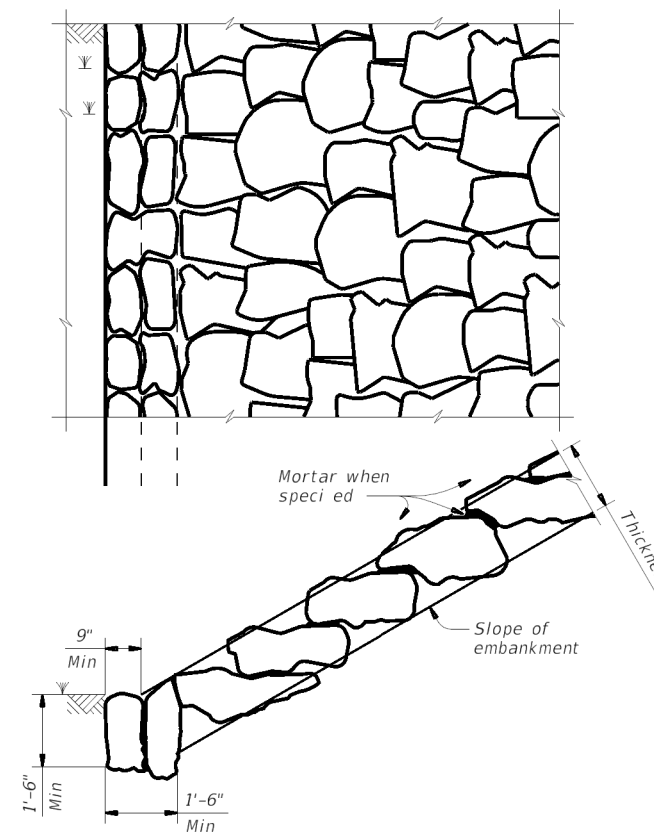 Mortar when
speci ed
Thickne
Slope of
embankment
9"
Min
1'-6"
Min
1'-6"
Min